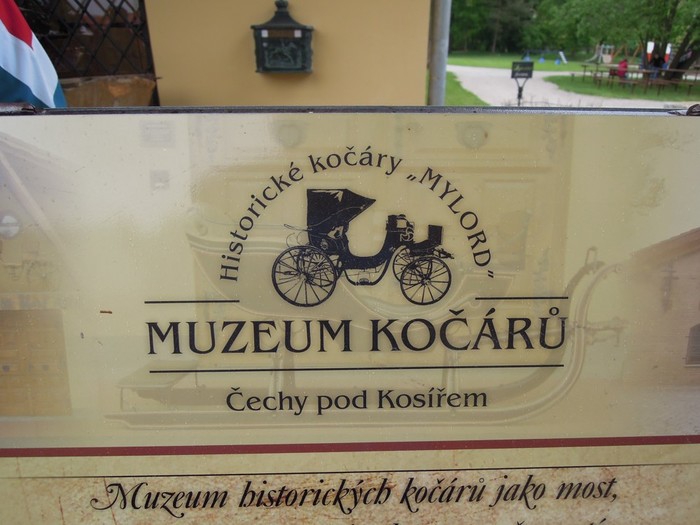 Historické kočáry „MYLORD“
MUZEUM KOČÁRŮ
Čechy pod Kosířem
Muzeum historických kočárů jako most,